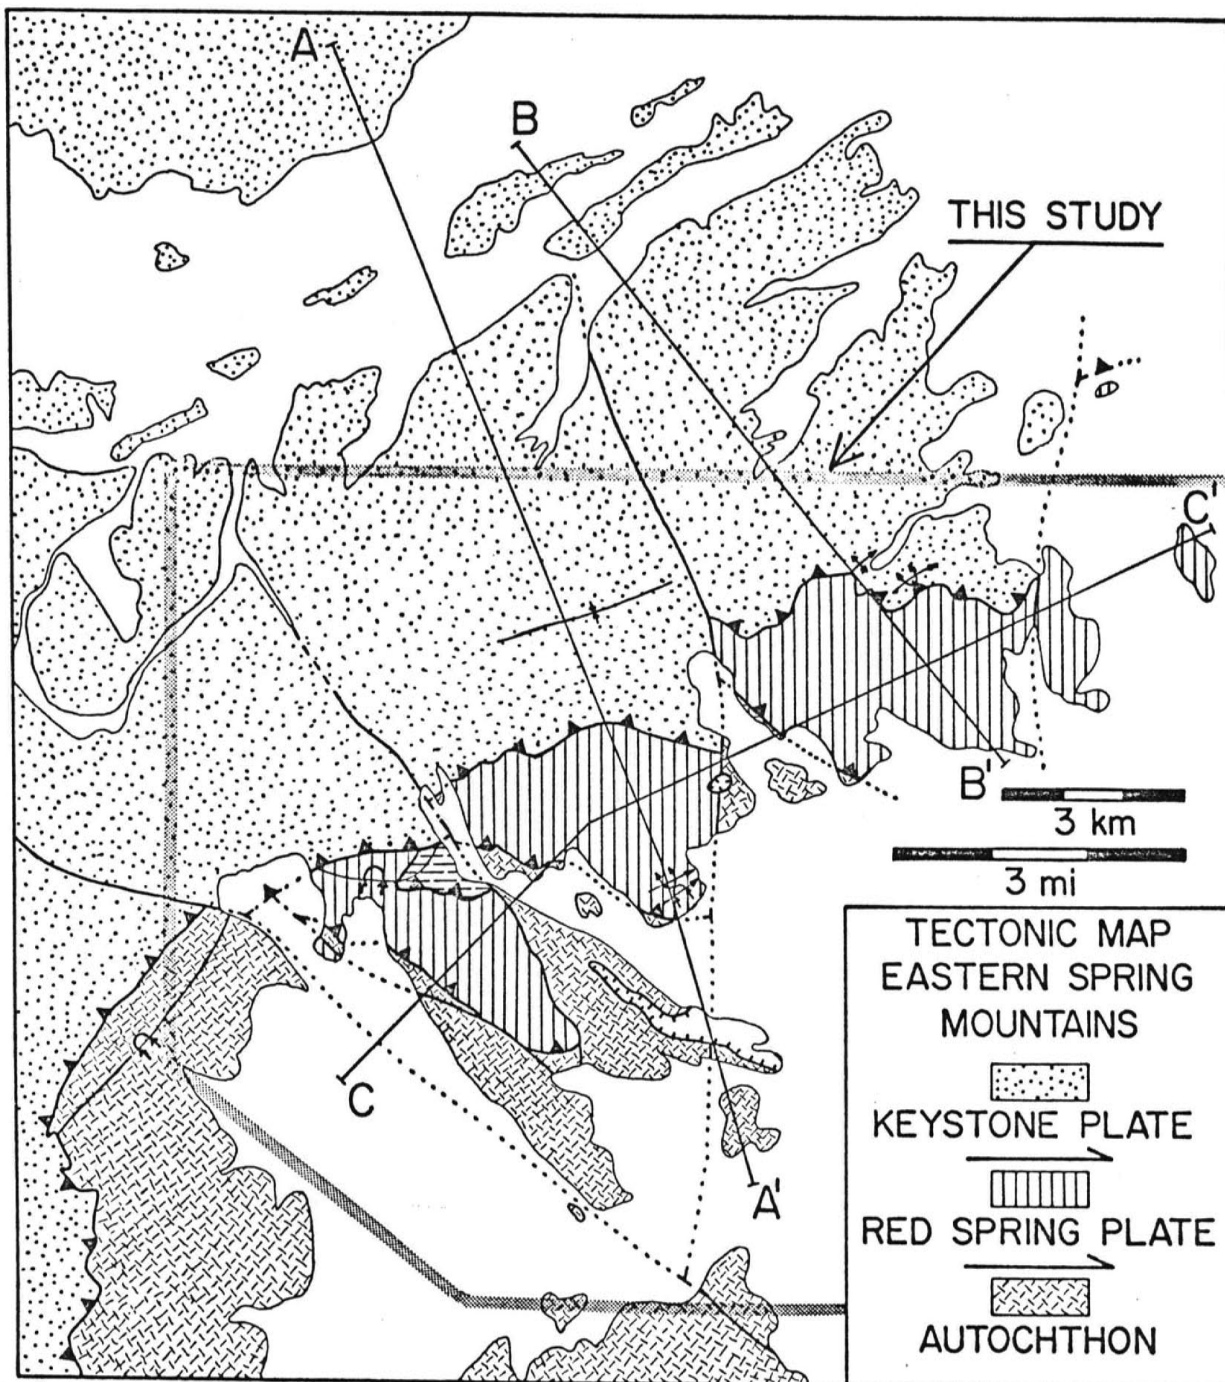 A
B
THIS STUDY
C'
B'
3 km
3 mi
C
A'
TECTONIC MAP
EASTERN SPRING
MOUNTAINS
KEYSTONE PLATE
RED SPRING PLATE
AUTOCHTHON